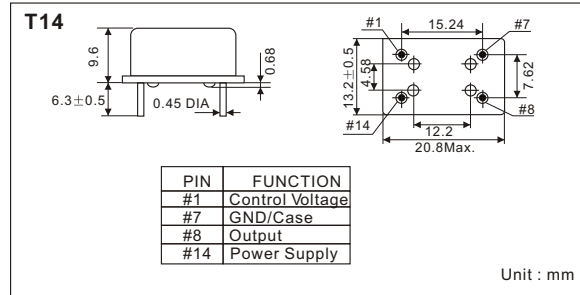 T14
#1
15.24
#7
9.6
0.68
6.3±0.5
0.45 DIA
13.2±0.5
4.58
7.62
#14
#8
12.2
20.8Max.
PIN FUNCTION
#1 Control Voltage
#7 GND/Case
#8 Output
#14 Power Supply
Unit : mm